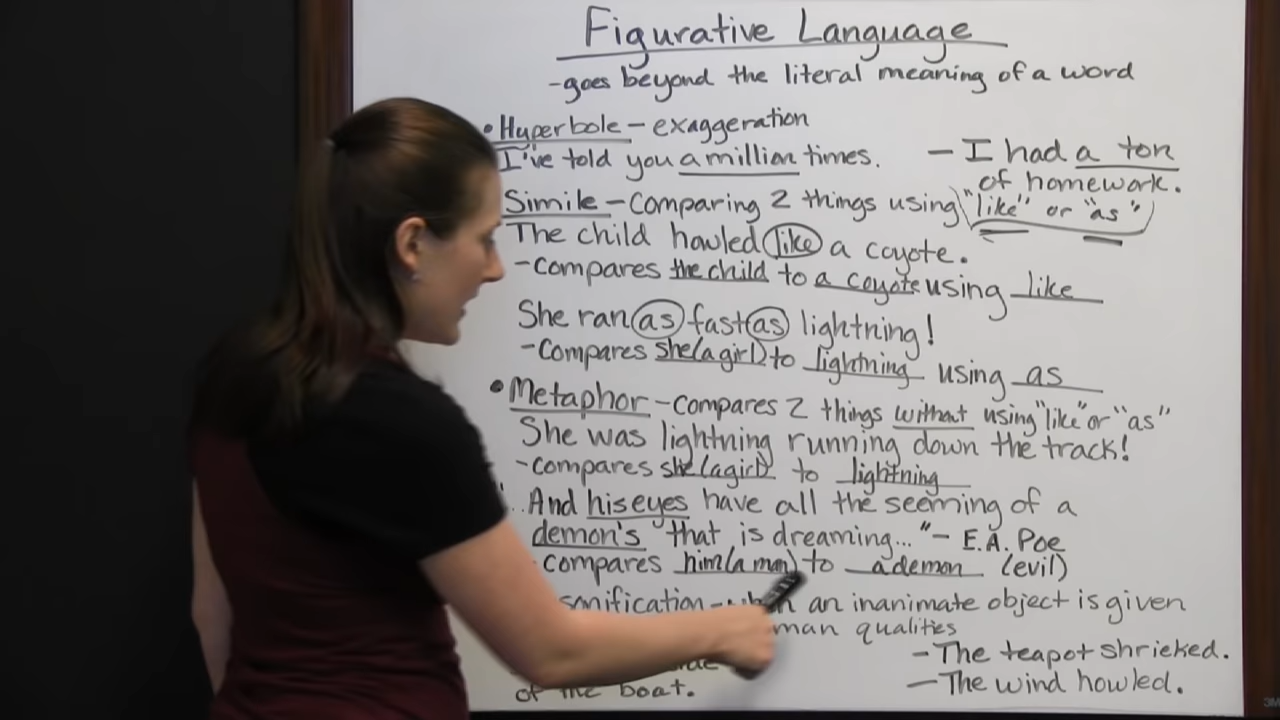 Figurative Language
-goes beyond the literal meaning of a word
• Hyperbole - exaggeration
I've told you a million times.
- I had a ton
of homework.
Simile - Comparing 2 things using "like" or "as"
The child howled like a coyote.
- Compares the child to a coyote using like
She ran as fast as lightning!
- Compares she (a girl) to lightning using as
• Metaphor - compares 2 things without using "like" or "as"
She was lightning running down the track!
- compares she (a girl) to lightning
"...And his eyes have all the seeming of a
demon's that is dreaming..." - E.A. Poe
compares him (a man) to a demon (evil)
an inanimate object is given
qualities
- The teapot shrieked.
of the boat.
- The wind howled.